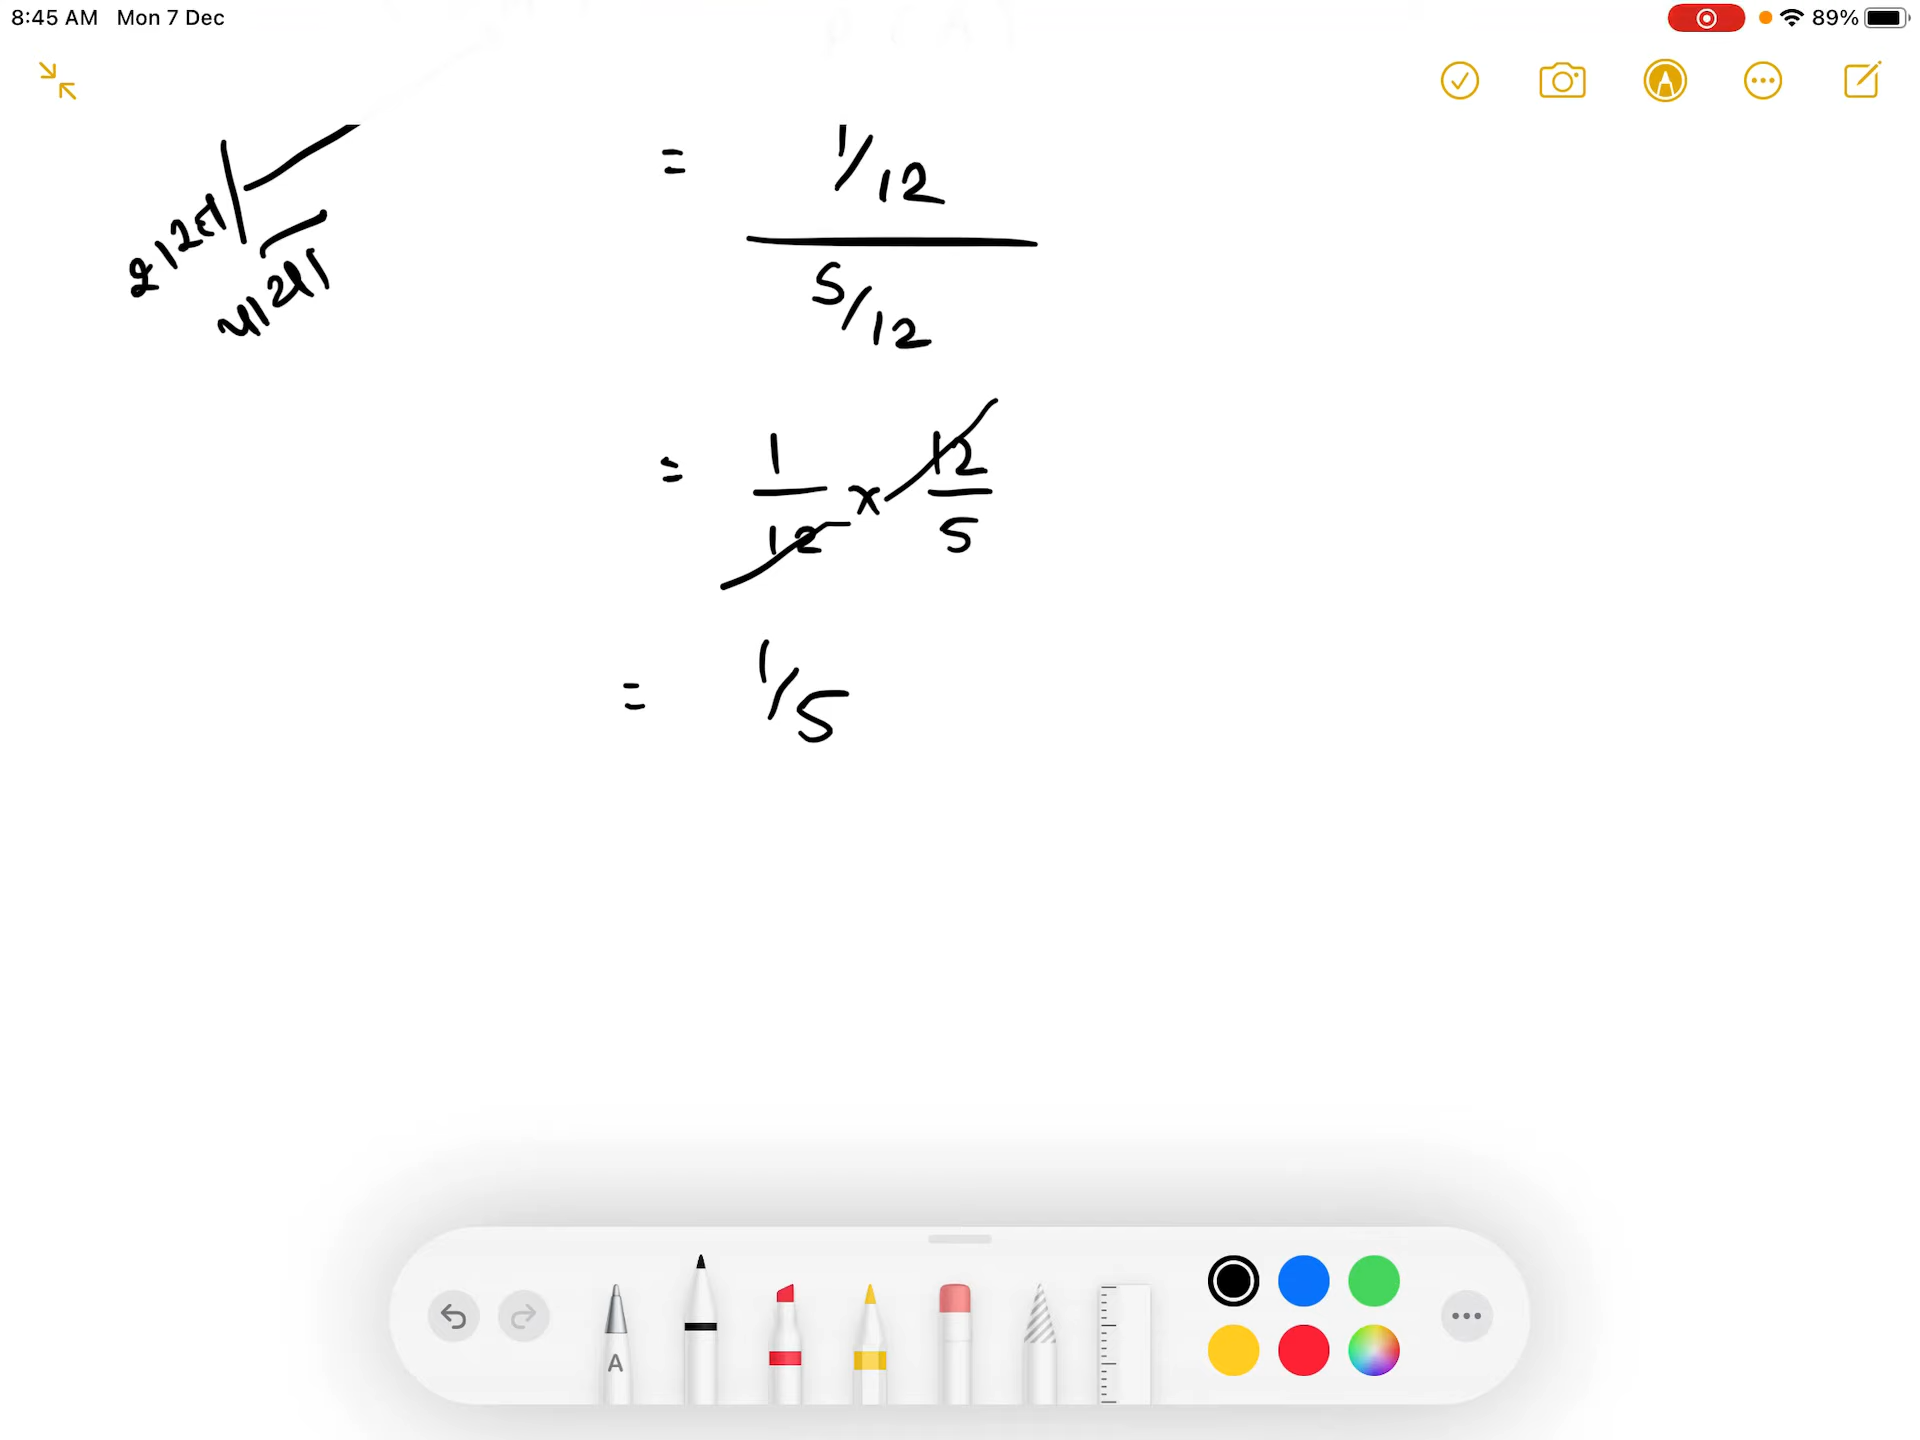 8:45 AM Mon 7 Dec
89%
= 1/12
5/12
= 1/12 x 12/5
= 1/5
A